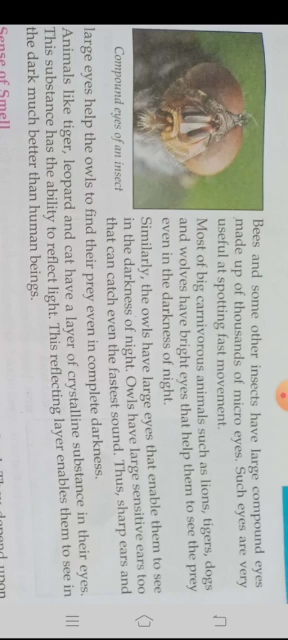 Bees and some other insects have large compound eyes
made up of thousands of micro eyes. Such eyes are very
useful at spotting fast movement.
Most of big carnivorous animals such as lions, tigers, dogs
and wolves have bright eyes that help them to see the prey
even in the darkness of night.
Similarly, the owls have large eyes that enable them to see
in the darkness of night. Owls have large sensitive ears too
that can catch even the fastest sound. Thus, sharp ears and
Compound eyes of an insect
large eyes help the owls to find their prey even in complete darkness.
Animals like tiger, leopard and cat have a layer of crystalline substance in their eyes.
This substance has the ability to reflect light. This reflecting layer enables them to see in
the dark much better than human beings.
Sense of Smell
depend upon